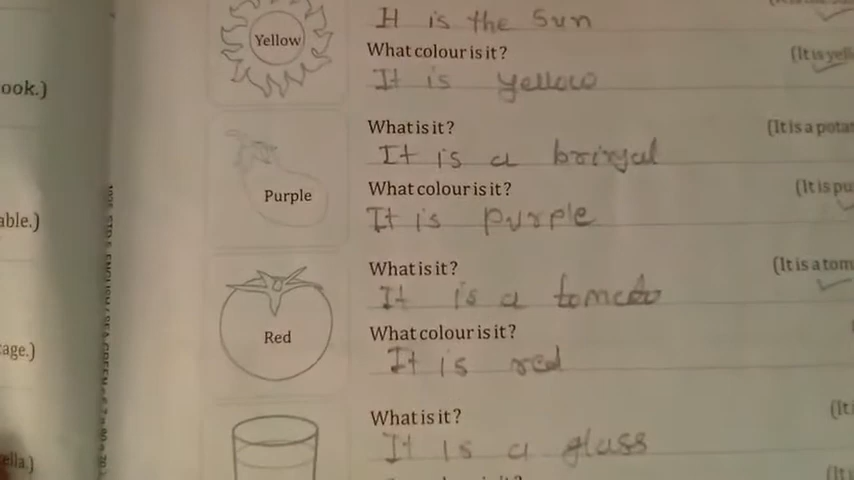 It is the Sun
Yellow
What colour is it?
(It is yell
It is yellow
ook.)
What is it?
(It is a potat
It is a brinjal
Purple
What colour is it?
(It is pu
It is purple
able.)
What is it?
(It is a tom
It is a tomato
Red
What colour is it?
It is red
age.)
What is it?
(It i
It is a glass
ella.)
(It i